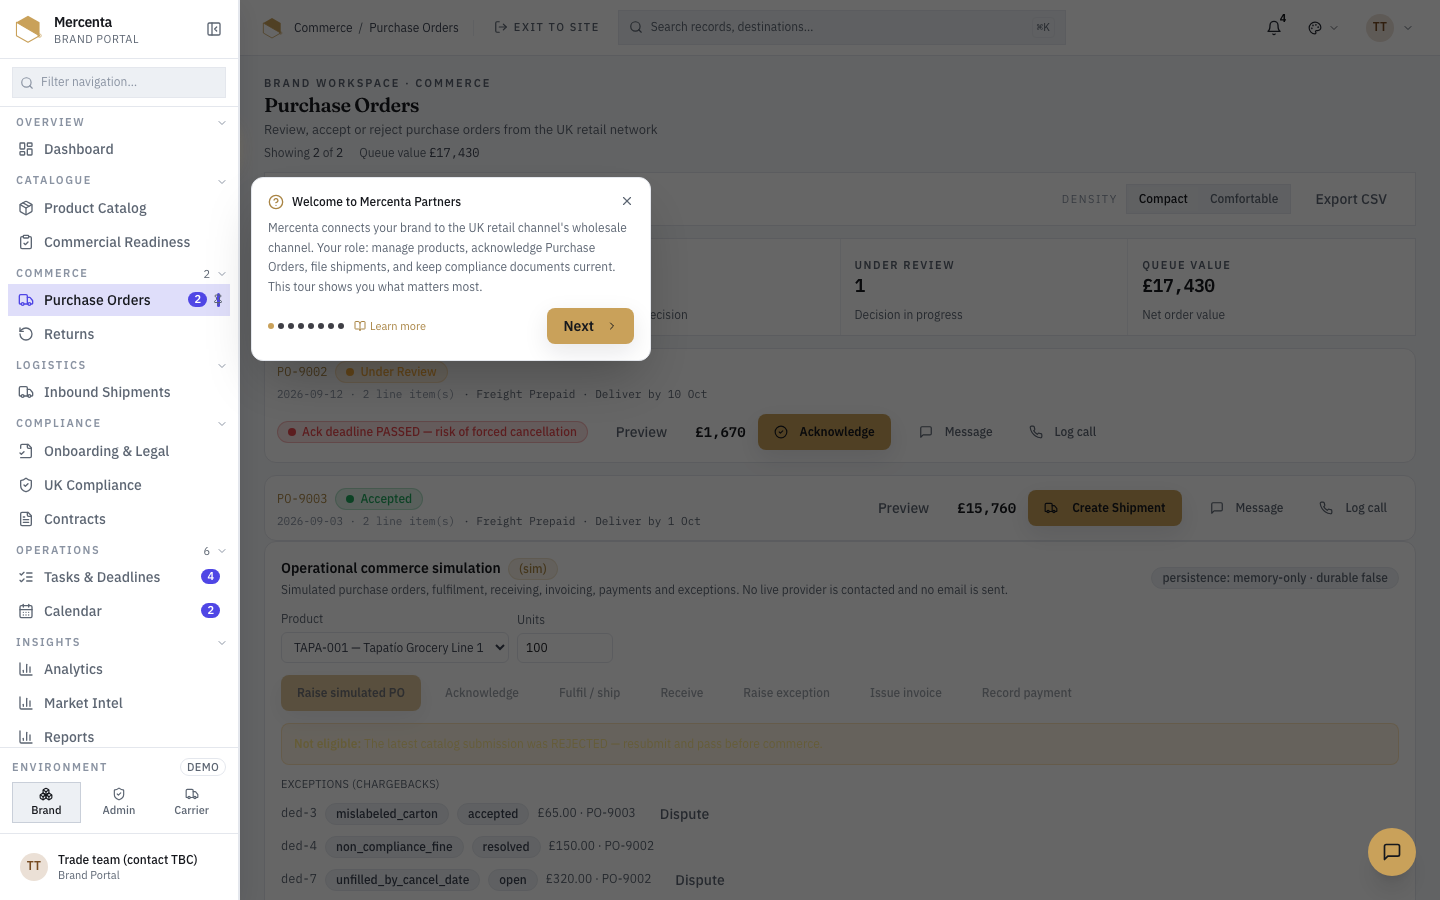 Mercenta
BRAND PORTAL
Filter navigation...
OVERVIEW
Dashboard
CATALOGUE
Product Catalog
Commercial Readiness
COMMERCE 2
Purchase Orders 2
Returns
LOGISTICS
Inbound Shipments
COMPLIANCE
Onboarding & Legal
UK Compliance
Contracts
OPERATIONS 6
Tasks & Deadlines 4
Calendar 2
INSIGHTS
Analytics
Market Intel
Reports
ENVIRONMENT DEMO
Brand Admin Carrier
TT Trade team (contact TBC)
Brand Portal
Commerce / Purchase Orders
EXIT TO SITE
Search records, destinations... ⌘K
4
TT
BRAND WORKSPACE · COMMERCE
Purchase Orders
Review, accept or reject purchase orders from the UK retail network
Showing 2 of 2 Queue value £17,430
DENSITY Compact Comfortable Export CSV
Welcome to Mercenta Partners
Mercenta connects your brand to the UK retail channel's wholesale
channel. Your role: manage products, acknowledge Purchase
Orders, file shipments, and keep compliance documents current.
This tour shows you what matters most.
Learn more Next
UNDER REVIEW
1
Decision in progress
QUEUE VALUE
£17,430
Net order value
PO-9002 Under Review
2026-09-12 · 2 line item(s) · Freight Prepaid · Deliver by 10 Oct
Ack deadline PASSED — risk of forced cancellation Preview £1,670 Acknowledge Message Log call
PO-9003 Accepted
2026-09-03 · 2 line item(s) · Freight Prepaid · Deliver by 1 Oct
Preview £15,760 Create Shipment Message Log call
Operational commerce simulation (sim)
Simulated purchase orders, fulfilment, receiving, invoicing, payments and exceptions. No live provider is contacted and no email is sent.
persistence: memory-only · durable false
Product Units
TAPA-001 — Tapatío Grocery Line 1 100
Raise simulated PO Acknowledge Fulfil / ship Receive Raise exception Issue invoice Record payment
Not eligible: The latest catalog submission was REJECTED — resubmit and pass before commerce.
EXCEPTIONS (CHARGEBACKS)
ded-3 mislabeled_carton accepted £65.00 · PO-9003 Dispute
ded-4 non_compliance_fine resolved £150.00 · PO-9002
ded-7 unfilled_by_cancel_date open £320.00 · PO-9002 Dispute